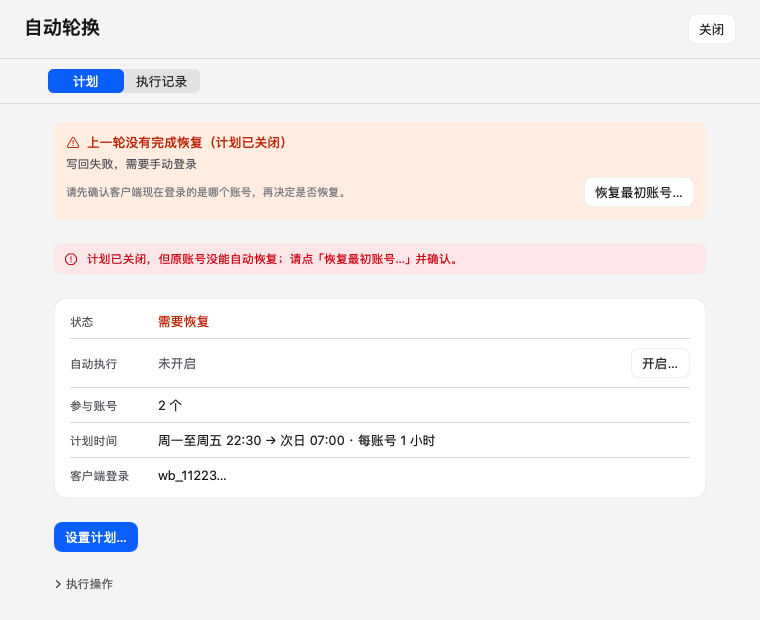 自动轮换
关闭
计划
执行记录
上一轮没有完成恢复（计划已关闭）
写回失败，需要手动登录
请先确认客户端现在登录的是哪个账号，再决定是否恢复。
恢复最初账号...
计划已关闭，但原账号没能自动恢复；请点「恢复最初账号...」并确认。
状态
需要恢复
自动执行
未开启
开启...
参与账号
2 个
计划时间
周一至周五 22:30 → 次日 07:00 · 每账号 1 小时
客户端登录
wb_11223...
设置计划...
执行操作